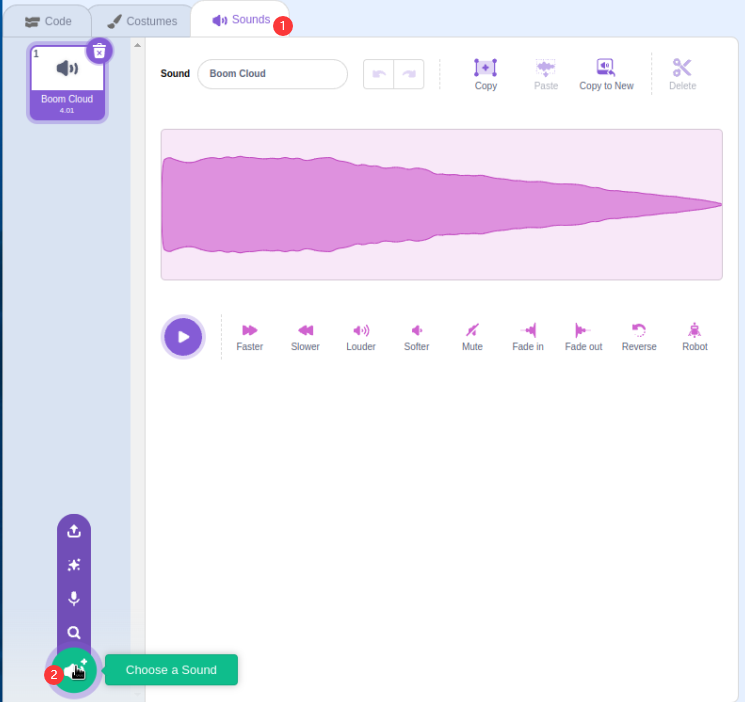 Code
Costumes
Sounds
1
1
Boom Cloud
4.01
Sound
Boom Cloud
Copy
Paste
Copy to New
Delete
Faster
Slower
Louder
Softer
Mute
Fade in
Fade out
Reverse
Robot
2
Choose a Sound